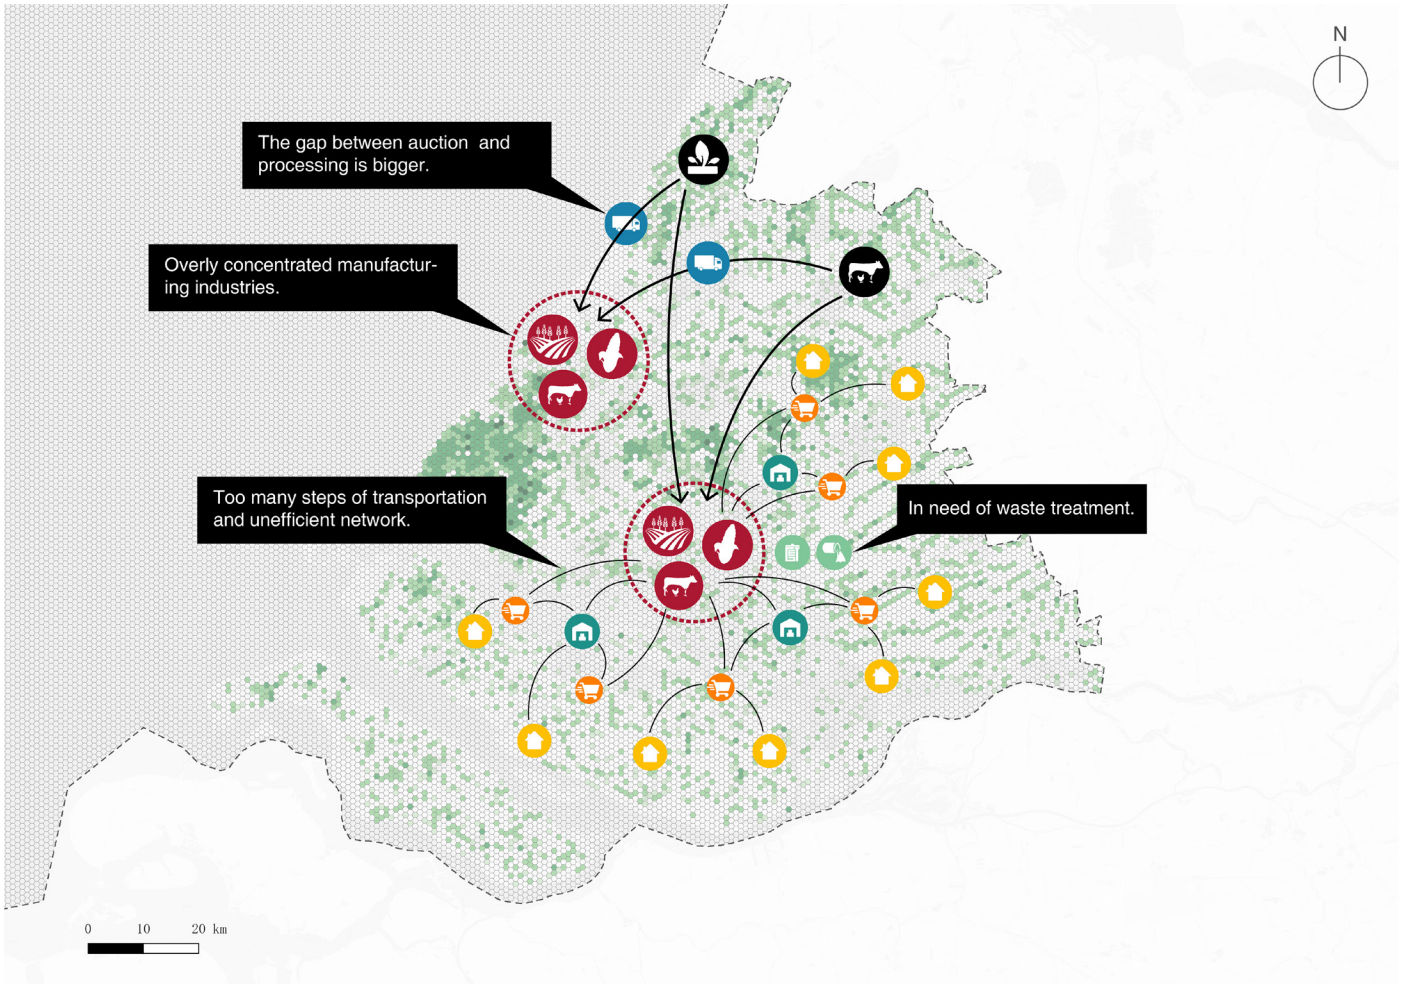 N
The gap between auction and
processing is bigger.
Overly concentrated manufactur-
ing industries.
Too many steps of transportation
and unefficient network.
In need of waste treatment.
0 10 20 km